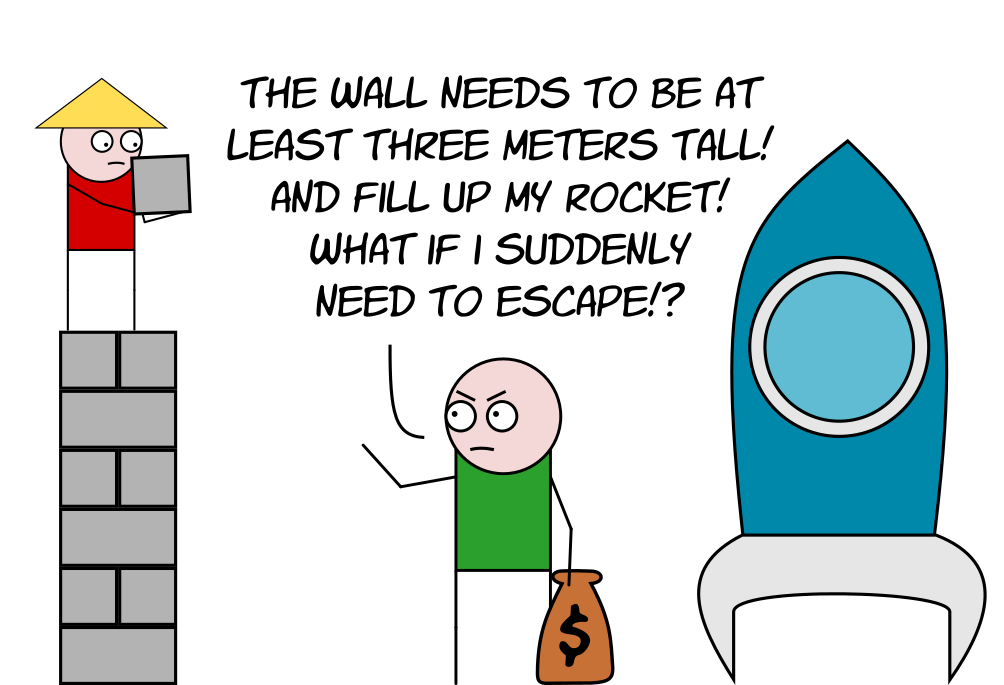 THE WALL NEEDS TO BE AT
LEAST THREE METERS TALL!
AND FILL UP MY ROCKET!
WHAT IF I SUDDENLY
NEED TO ESCAPE!?
$